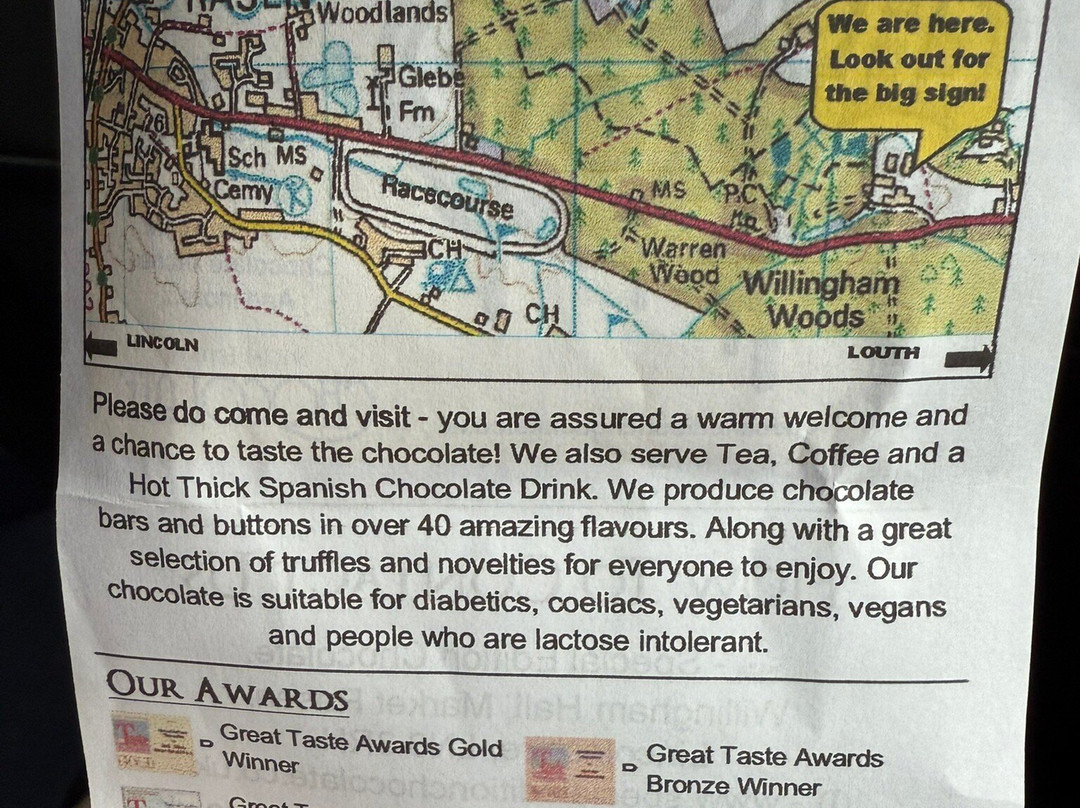 RASEN
Woodlands
We are here.
Look out for
the big sign!
Glebe
Fm
Sch MS
Cemy
Racecourse
MS
PC
CH
Warren
Wood
Willingham
Woods
CH
LINCOLN
LOUTH
Please do come and visit - you are assured a warm welcome and
a chance to taste the chocolate! We also serve Tea, Coffee and a
Hot Thick Spanish Chocolate Drink. We produce chocolate
bars and buttons in over 40 amazing flavours. Along with a great
selection of truffles and novelties for everyone to enjoy. Our
chocolate is suitable for diabetics, coeliacs, vegetarians, vegans
and people who are lactose intolerant.
OUR AWARDS
Great Taste Awards Gold
Winner
Great Taste Awards
Bronze Winner